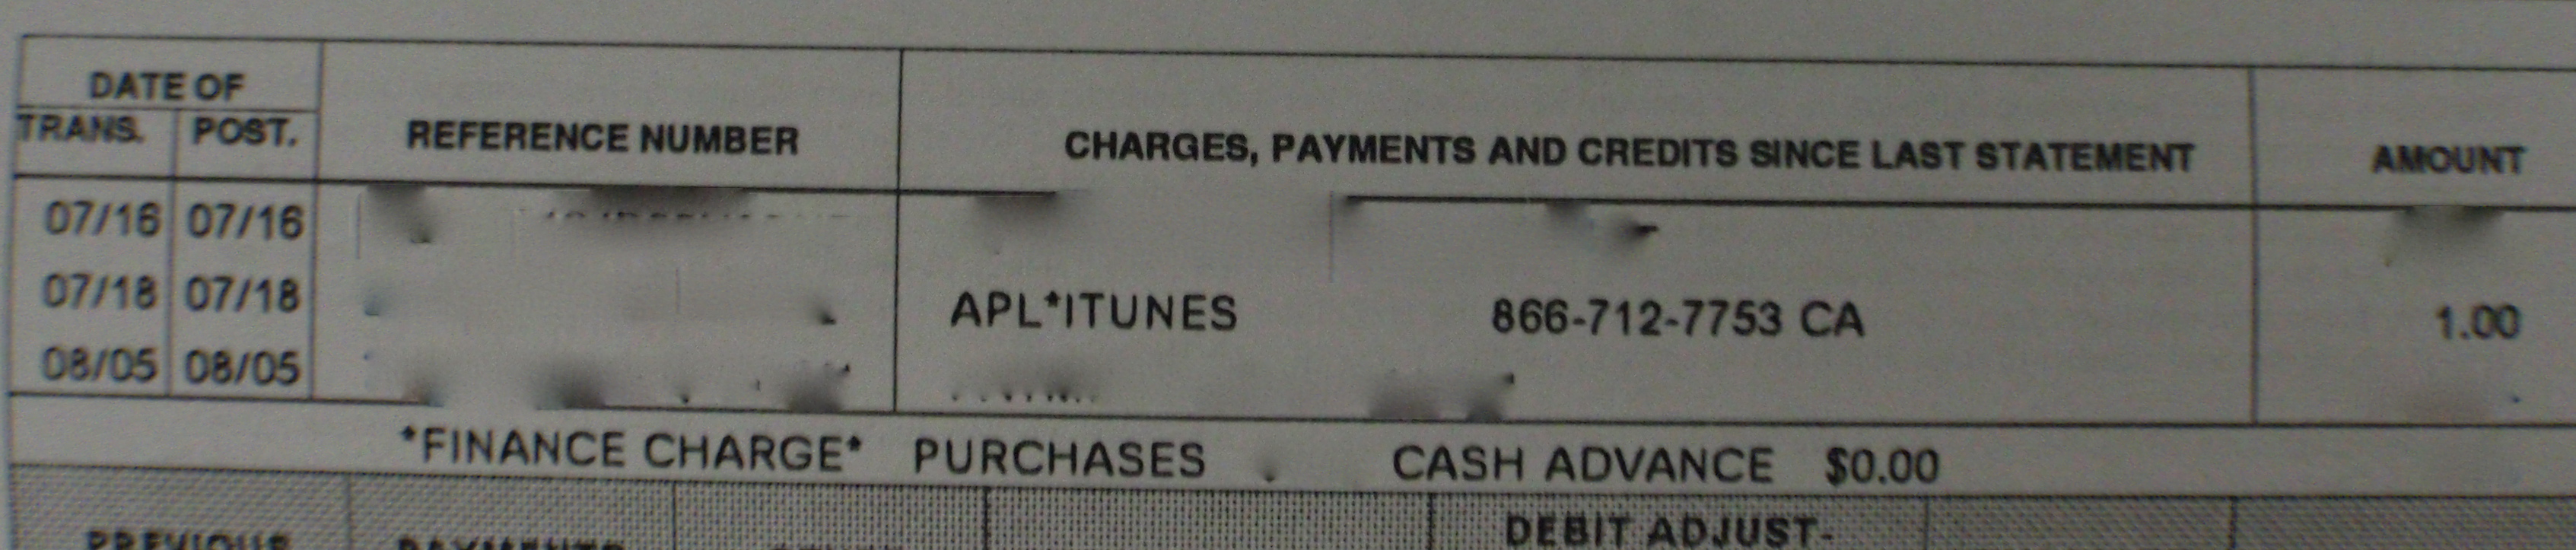 DATE OF
TRANS. POST. REFERENCE NUMBER CHARGES, PAYMENTS AND CREDITS SINCE LAST STATEMENT AMOUNT
07/16 07/16
07/18 07/18 APL*ITUNES 866-712-7753 CA 1.00
08/05 08/05
*FINANCE CHARGE* PURCHASES CASH ADVANCE $0.00
PREVIOUS PAYMENTS DEBIT ADJUST-